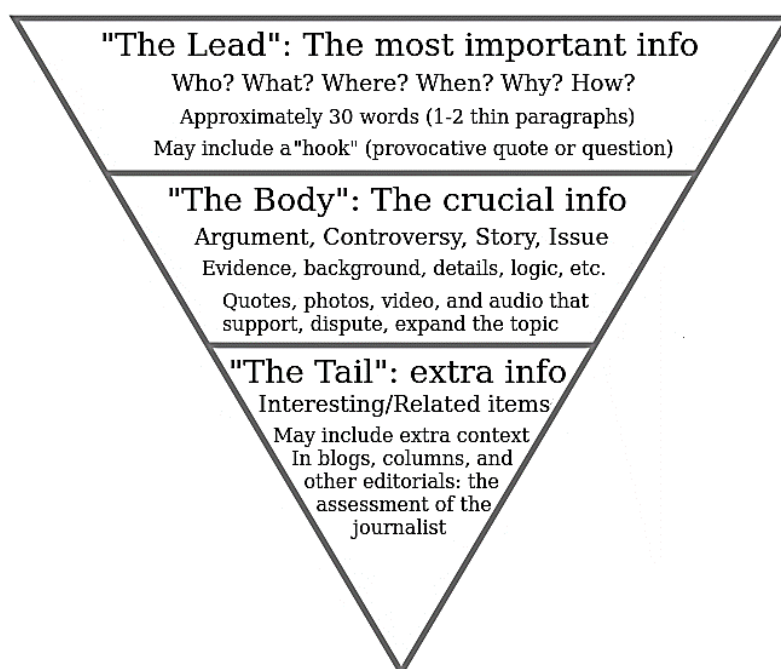 "The Lead": The most important info
Who? What? Where? When? Why? How?
Approximately 30 words (1-2 thin paragraphs)
May include a "hook" (provocative quote or question)
"The Body": The crucial info
Argument, Controversy, Story, Issue
Evidence, background, details, logic, etc.
Quotes, photos, video, and audio that
support, dispute, expand the topic
"The Tail": extra info
Interesting/Related items
May include extra context
In blogs, columns, and
other editorials: the
assessment of the
journalist